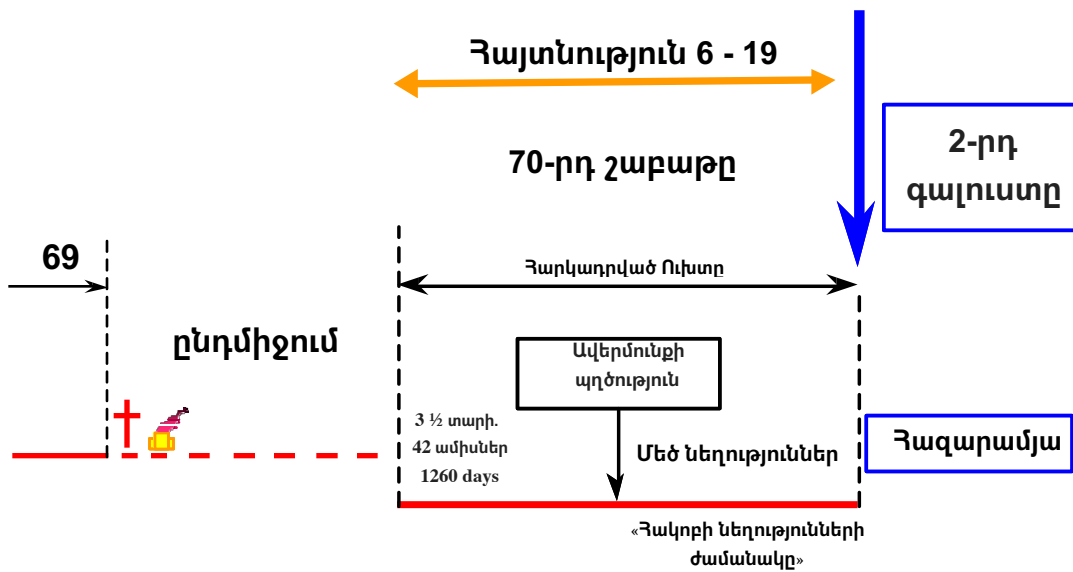 Հայտնություն 6 - 19
70-րդ շաբաթը
2-րդ
գալուստը
69
Հարկադրված Ուխտը
ընդմիջում
Ավերմունքի
պղծություն
3 ½ տարի.
42 ամիսներ
1260 days
Մեծ նեղություններ
Հազարամյա
«Հակոբի նեղությունների
ժամանակը»